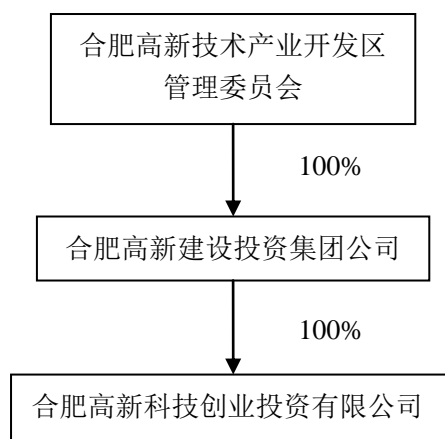 合肥高新技术产业开发区
管理委员会
100%
合肥高新建设投资集团公司
100%
合肥高新科技创业投资有限公司